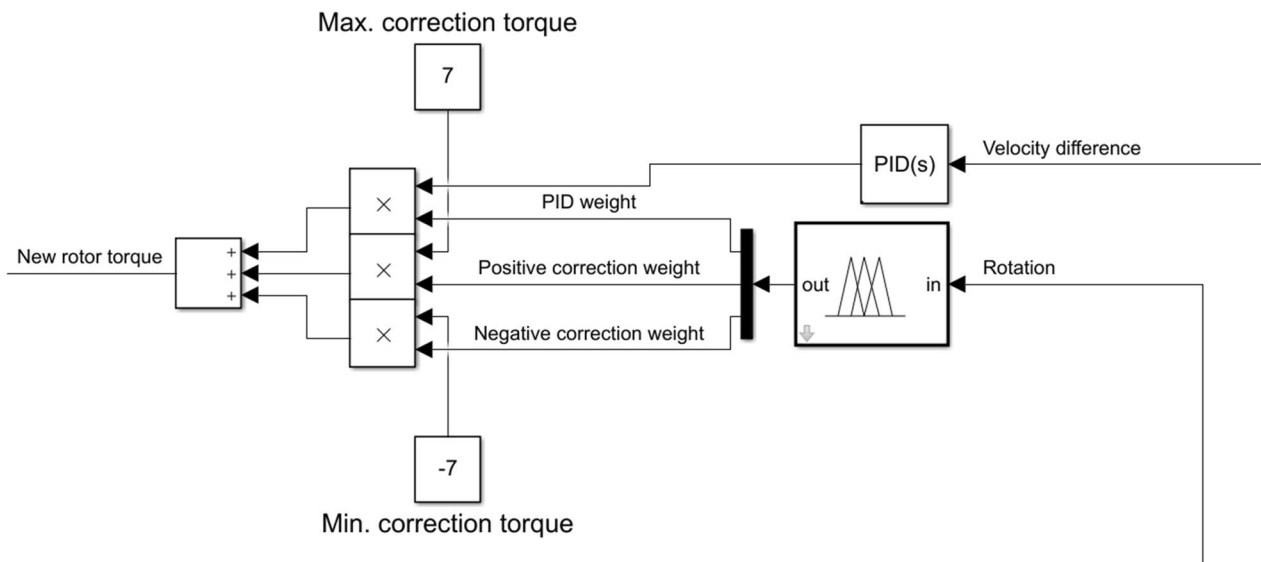 Max. correction torque
7
PID(s)
Velocity difference
×
PID weight
New rotor torque
+
+
+
×
Positive correction weight
out
in
Rotation
×
Negative correction weight
-7
Min. correction torque